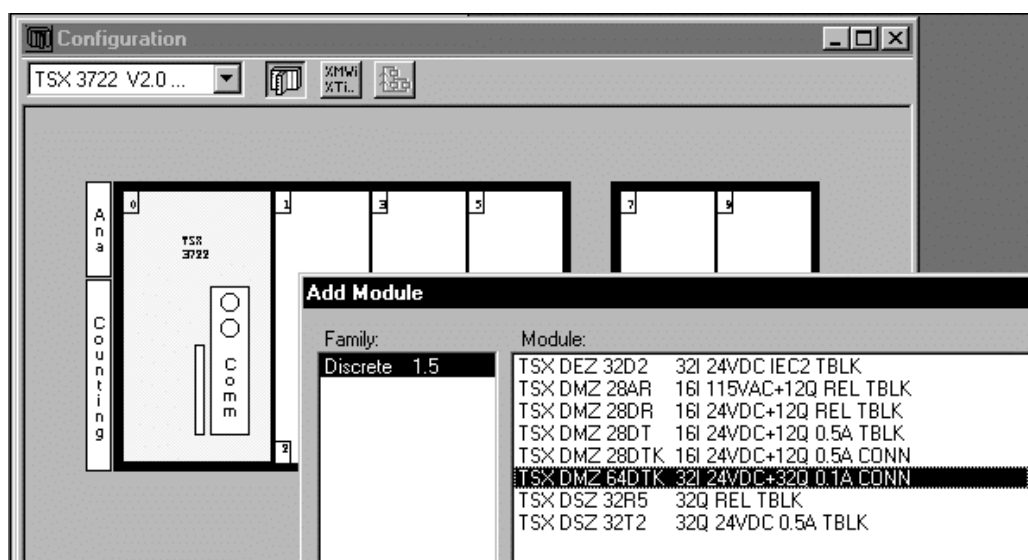 Configuration
TSX 3722 V2.0 ...
XMWi
XTi..
Ana
Counting
0
1
3
5
7
9
TSX
3722
Comm
2
Add Module
Family:
Module:
Discrete 1.5
TSX DEZ 32D2 32I 24VDC IEC2 TBLK
TSX DMZ 28AR 16I 115VAC+12Q REL TBLK
TSX DMZ 28DR 16I 24VDC+12Q REL TBLK
TSX DMZ 28DT 16I 24VDC+12Q 0.5A TBLK
TSX DMZ 28DTK 16I 24VDC+12Q 0.5A CONN
TSX DMZ 64DTK 32I 24VDC+32Q 0.1A CONN
TSX DSZ 32R5 32Q REL TBLK
TSX DSZ 32T2 32Q 24VDC 0.5A TBLK